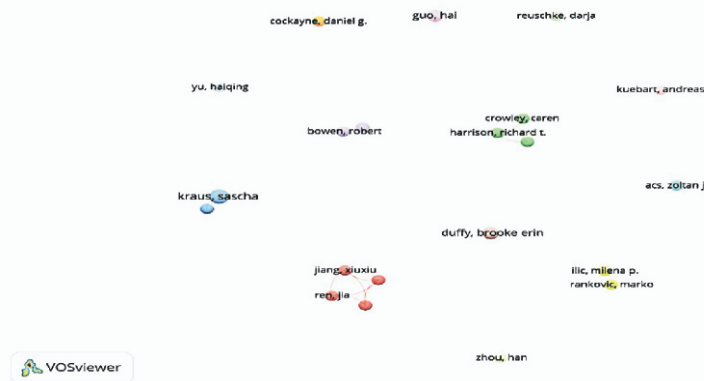 cockayne, daniel g.
guo, hai
reuschke, darja
yu, haiqing
kuebart, andreas
crowley, caren
bowen, robert
harrison, richard t.
acs, zoltan j
kraus, sascha
duffy, brooke erin
jiang, xiuxiu
ilic, milena p.
rankovic, marko
ren, jia
zhou, han
VOSviewer